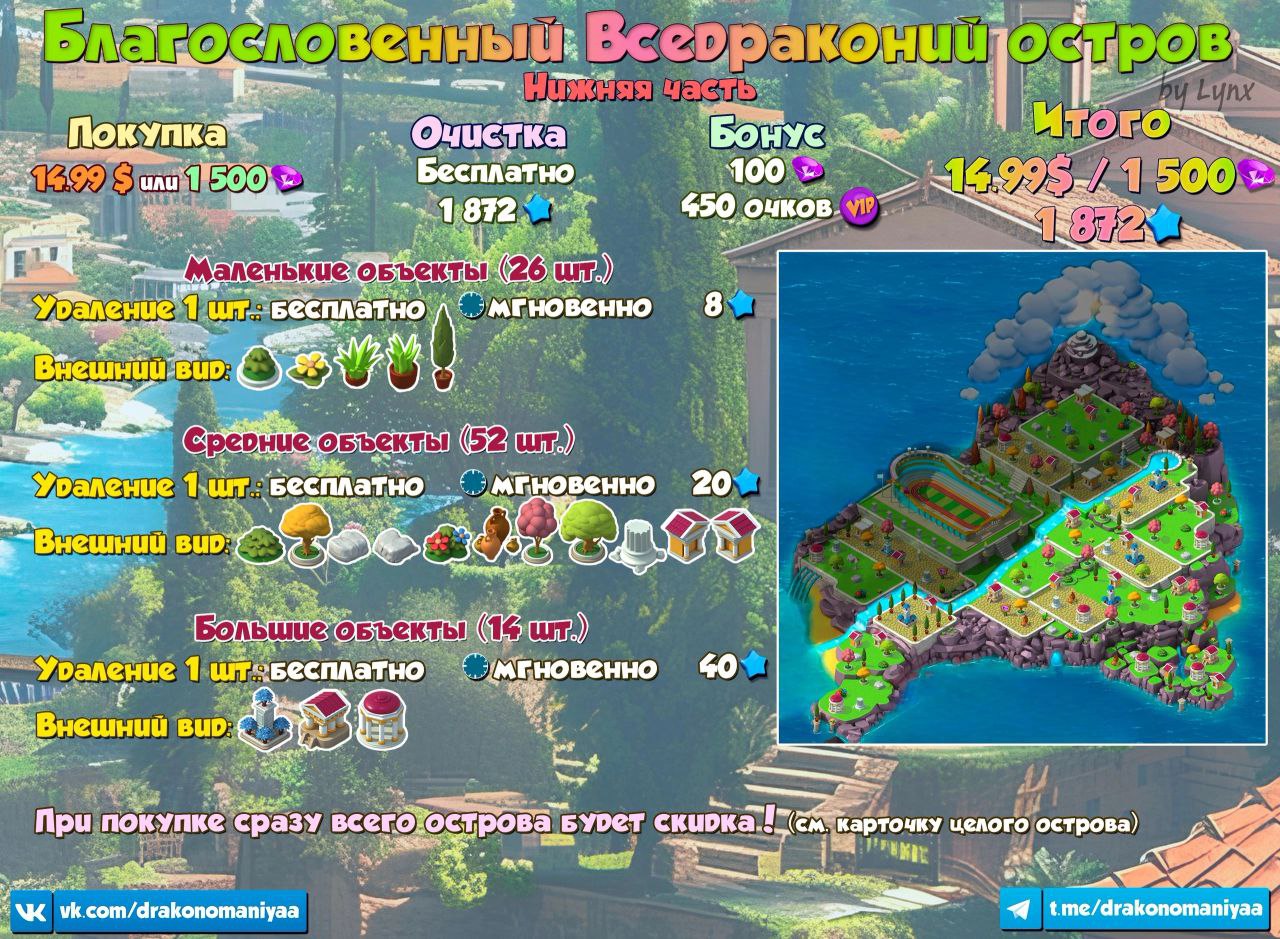 Благословенный Вседраконий остров
Нижняя часть
by Lynx
Покупка
14.99 $ или 1 500
Очистка
Бесплатно
1 872
Бонус
100
450 очков VIP
Итого
14.99$ / 1 500
1 872
Маленькие объекты (26 шт.)
Удаление 1 шт.: бесплатно мгновенно 8
Внешний вид:
Средние объекты (52 шт.)
Удаление 1 шт.: бесплатно мгновенно 20
Внешний вид:
Большие объекты (14 шт.)
Удаление 1 шт.: бесплатно мгновенно 40
Внешний вид:
При покупке сразу всего острова будет скидка! (см. карточку целого острова)
vk.com/drakonomaniyaa
t.me/drakonomaniyaa